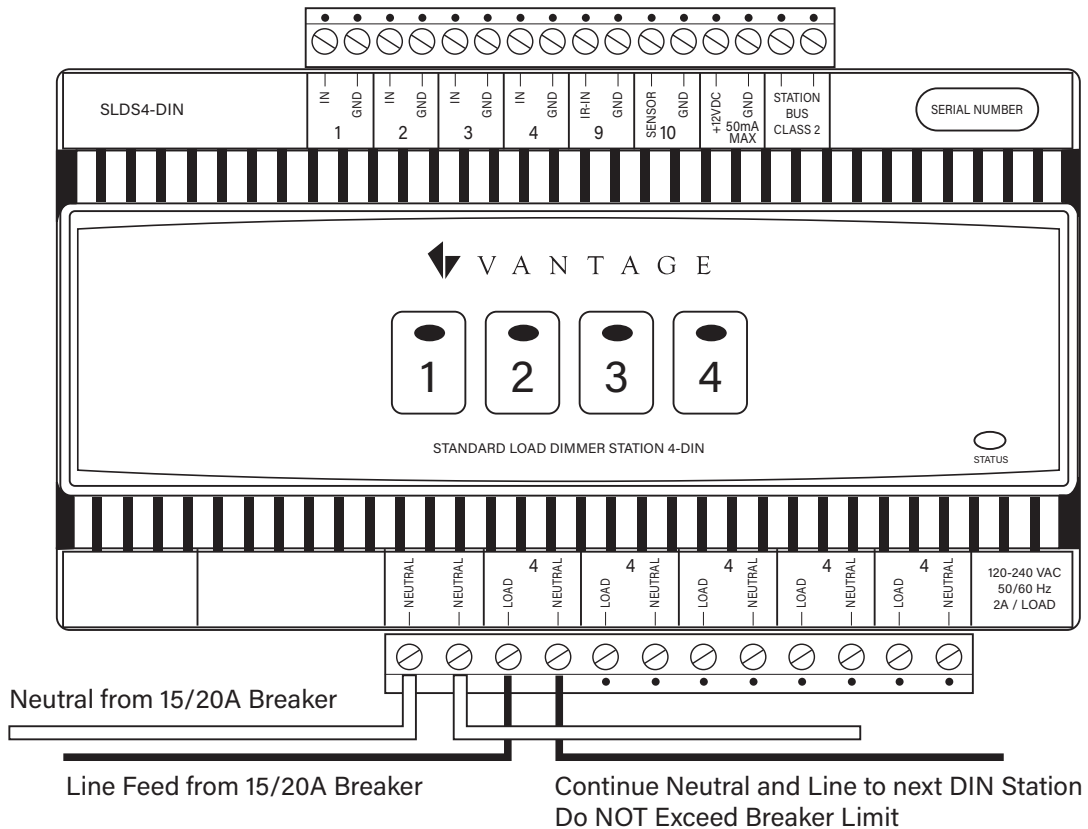 SLDS4-DIN
IN GND 1
IN GND 2
IN GND 3
IN GND 4
IR-IN GND 9
SENSOR GND 10
+12VDC GND 50mA MAX
STATION
BUS
CLASS 2
SERIAL NUMBER
VANTAGE
1 2 3 4
STANDARD LOAD DIMMER STATION 4-DIN
STATUS
NEUTRAL NEUTRAL
LOAD 4 NEUTRAL
LOAD 4 NEUTRAL
LOAD 4 NEUTRAL
LOAD 4 NEUTRAL
LOAD 4 NEUTRAL
120-240 VAC
50/60 Hz
2A / LOAD
Neutral from 15/20A Breaker
Line Feed from 15/20A Breaker
Continue Neutral and Line to next DIN Station
Do NOT Exceed Breaker Limit